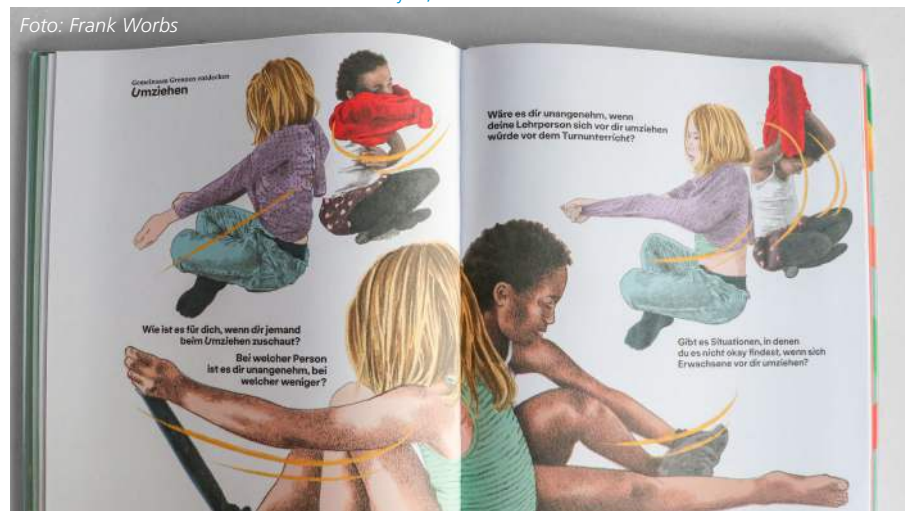 Foto: Frank Worbs
Gemeinsam Grenzen entdecken
Umziehen
Wie ist es für dich, wenn dir jemand
beim Umziehen zuschaut?
Bei welcher Person
ist es dir unangenehm, bei
welcher weniger?
Wäre es dir unangenehm, wenn
deine Lehrperson sich vor dir umziehen
würde vor dem Turnunterricht?
Gibt es Situationen, in denen
du es nicht okay findest, wenn sich
Erwachsene vor dir umziehen?